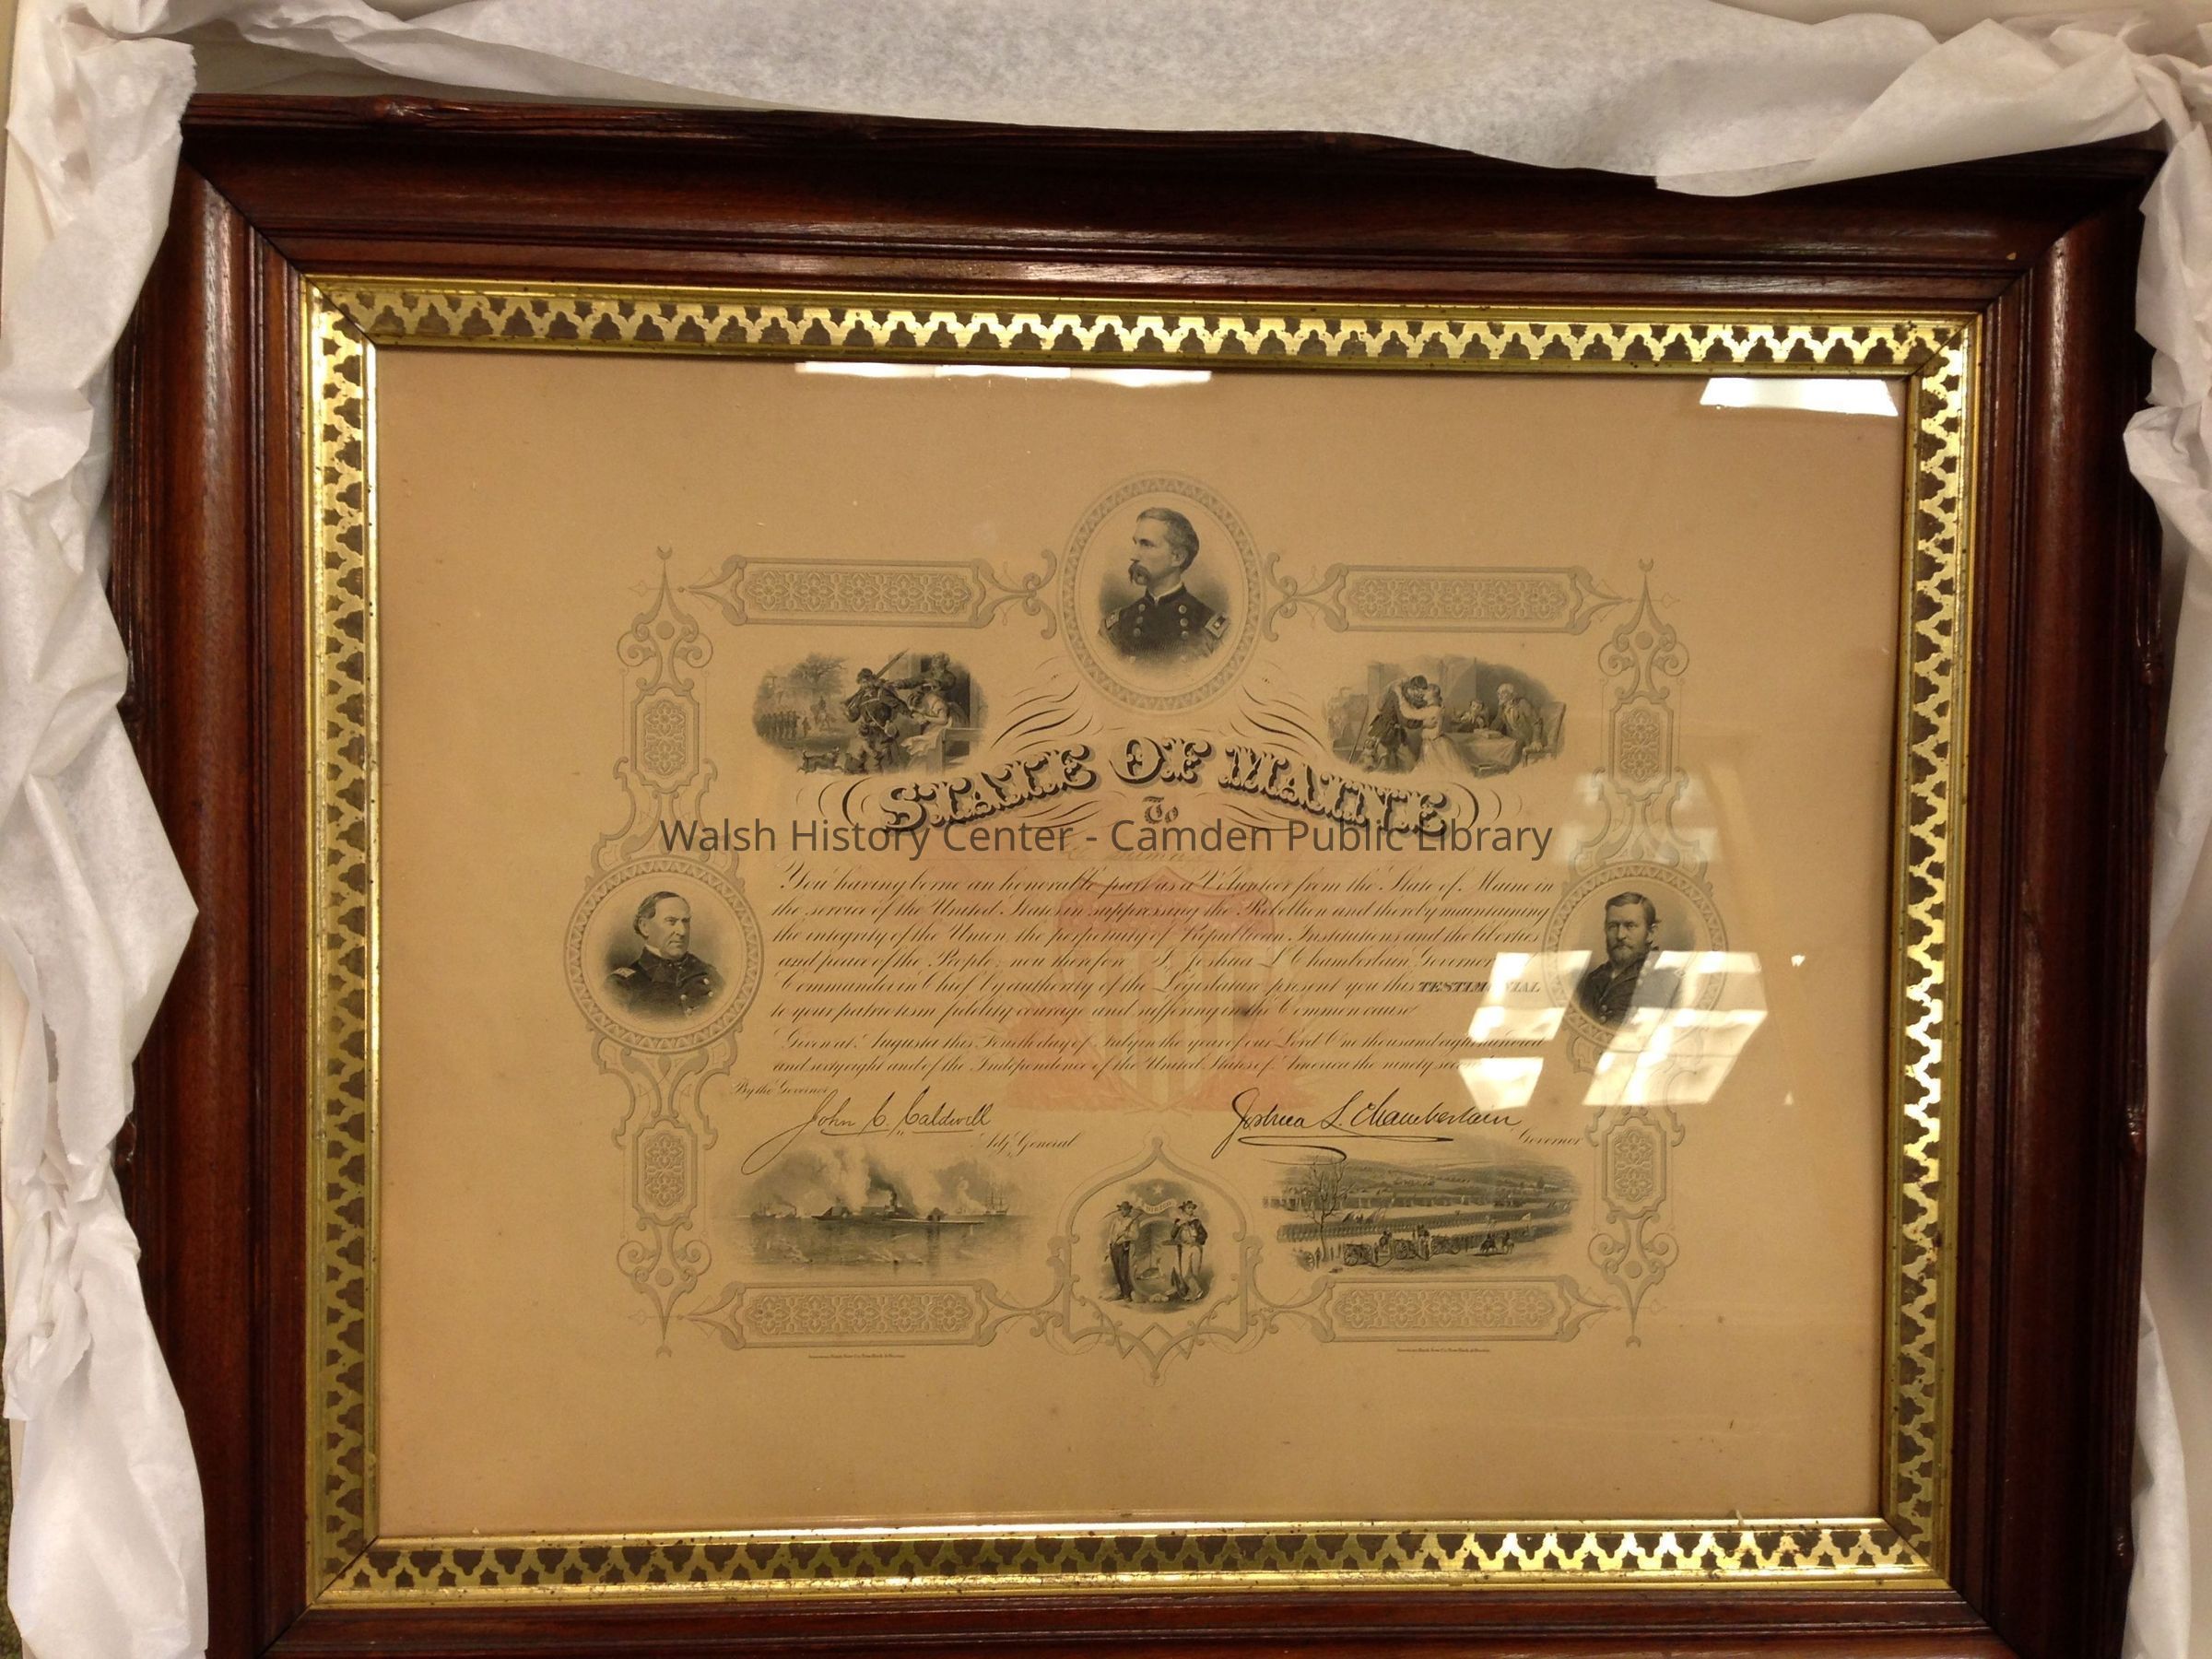 STATE OF MAINE
To
Walsh History Center - Camden Public Library
You having borne an honorable part as a Volunteer from the State of Maine in
the service of the United States in suppressing the Rebellion and thereby maintaining
the integrity of the Union, the perpetuity of Republican Institutions and the liberties
and peace of the People; now therefore I, Joshua L. Chamberlain, Governor
Commander in Chief, by authority of the Legislature present you this TESTIMONIAL
to your patriotism fidelity courage and suffering in the Common cause
Given at Augusta this Fourth day of July in the year of our Lord One thousand eight hundred
and sixty eight and of the Independence of the United States of America the ninety second
By the Governor
John C. Caldwell
Adj. General
Joshua L. Chamberlain
Governor